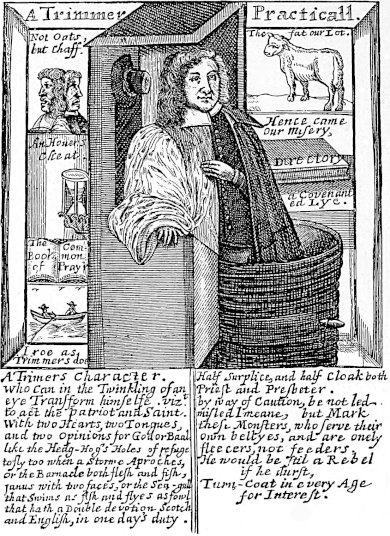 A Trimmer Practicall.
Not Oats,
but Chaff.
An Houers
Cheat.
The Com
Book mon
of Pray'r
I roe as
Trimmers doe
The fat our Lot.
Hence came
our misery,
Directory
a Covenant
ed Lye.
A Trimers Character.
Who can in the Twinkling of an
eye Transform himselfe .viz.
to act the patriot and Saint.
With two Hearts, two Tongues,
and two Opinions for God or Baal
like the Hedg-Hog's Holes of refuge
to fly too when a Storme Aproches,
or the Barnacle both flesh and fish,
janus with two faces, or the Sea-gull
that Swims as fish and flyes as fowl
that hath a Double devotion Scotch
and English, in one days duty.
Half Surplice, and half Cloak both
Priest and Presbeter.
by way of Caution, be not led
misled I meane, but Mark
these Monsters, who serve their
own bellyes, and are onely
fleecers, not feeders.
He would be stil a Rebel
if he durst,
Turn-Coat in every Age
for Interest.